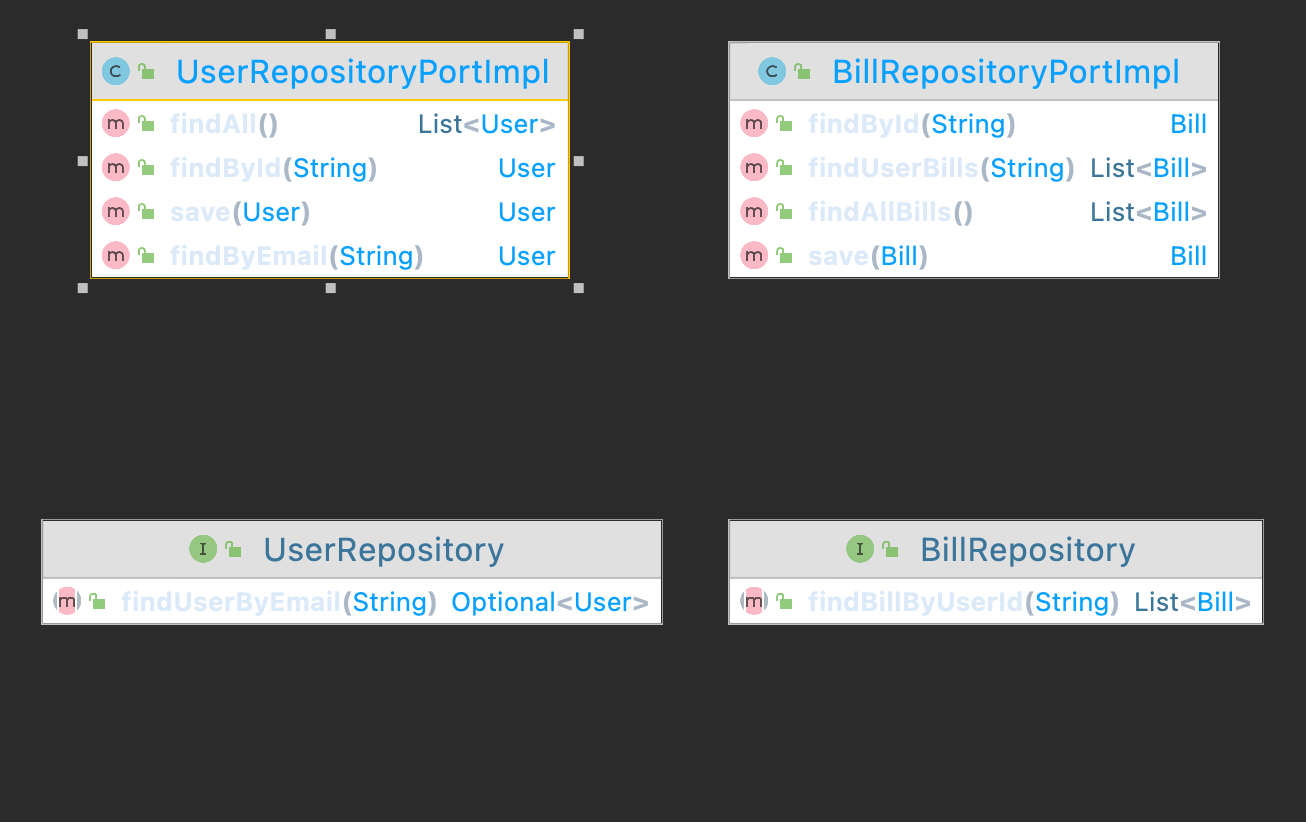 C UserRepositoryPortImpl
m findAll() List<User>
m findById(String) User
m save(User) User
m findByEmail(String) User
C BillRepositoryPortImpl
m findById(String) Bill
m findUserBills(String) List<Bill>
m findAllBills() List<Bill>
m save(Bill) Bill
I UserRepository
m findUserByEmail(String) Optional<User>
I BillRepository
m findBillByUserId(String) List<Bill>